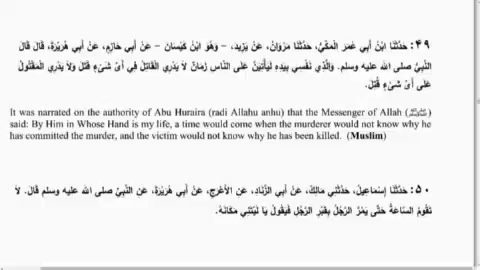 ٤٩: حَدَّثَنَا ابْنُ أَبِي عُمَرَ الْمَكِّيُّ، حَدَّثَنَا مَرْوَانُ، عَنْ يَزِيدَ، - وَهُوَ ابْنُ كَيْسَانَ - عَنْ أَبِي حَازِمٍ، عَنْ أَبِي هُرَيْرَةَ، قَالَ قَالَ
النَّبِيُّ صلى الله عليه وسلم. وَالَّذِي نَفْسِي بِيَدِهِ لَيَأْتِيَنَّ عَلَى النَّاسِ زَمَانٌ لاَ يَدْرِي الْقَاتِلُ فِي أَىِّ شَىْءٍ قَتَلَ وَلاَ يَدْرِي الْمَقْتُولُ
عَلَى أَىِّ شَىْءٍ قُتِلَ.
It was narrated on the authority of Abu Huraira (radi Allahu anhu) that the Messenger of Allah (ﷺ)
said: By Him in Whose Hand is my life, a time would come when the murderer would not know why he
has committed the murder, and the victim would not know why he has been killed. (Muslim)
٥٠: حَدَّثَنَا إِسْمَاعِيلُ، حَدَّثَنِي مَالِكٌ، عَنْ أَبِي الزِّنَادِ، عَنِ الأَعْرَجِ، عَنْ أَبِي هُرَيْرَةَ، عَنِ النَّبِيِّ صلى الله عليه وسلم قَالَ. لاَ
تَقُومُ السَّاعَةُ حَتَّى يَمُرَّ الرَّجُلُ بِقَبْرِ الرَّجُلِ فَيَقُولُ يَا لَيْتَنِي مَكَانَهُ.